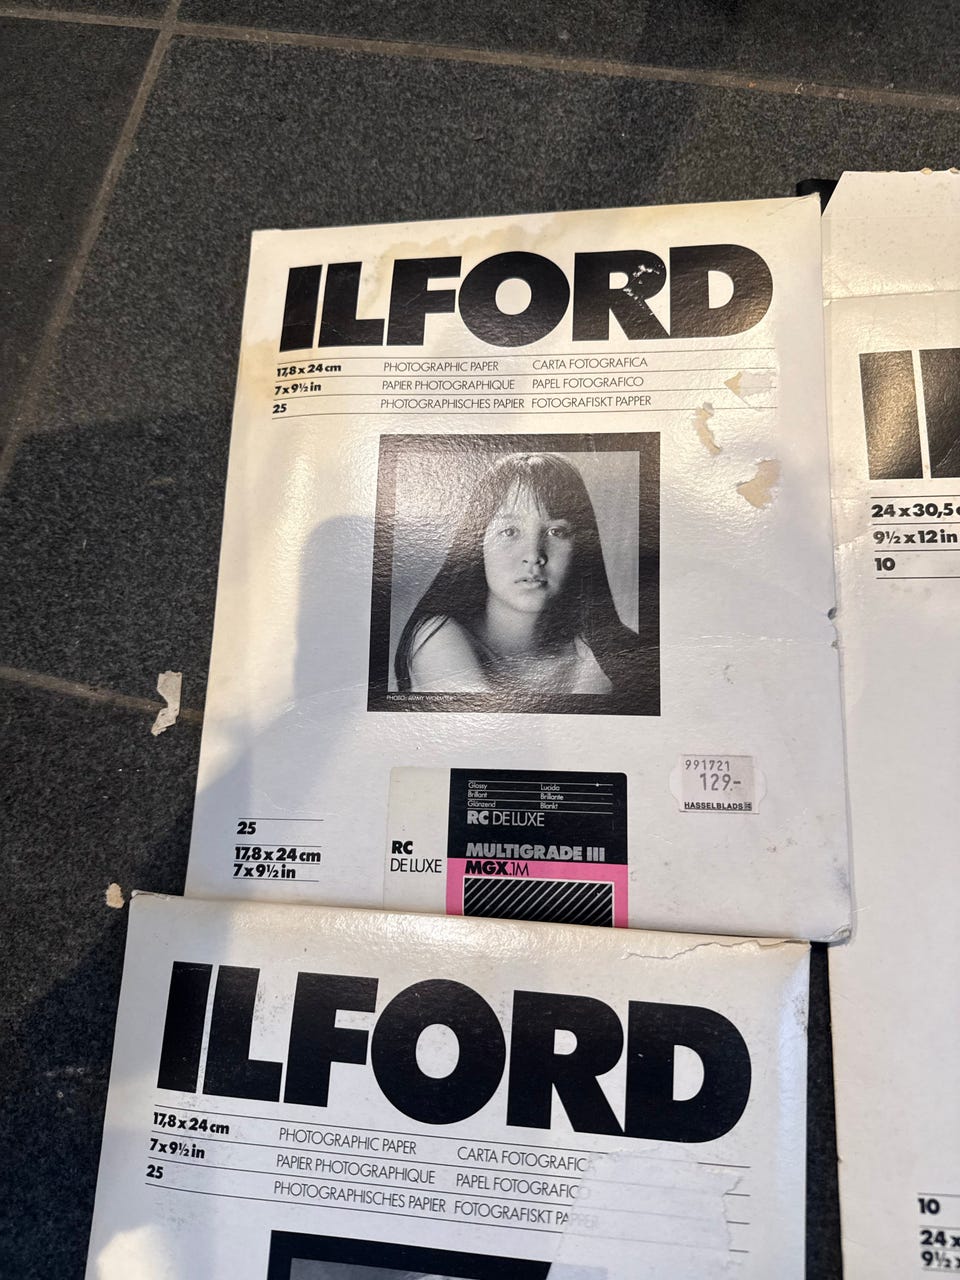 ILFORD
17,8 x 24 cm PHOTOGRAPHIC PAPER CARTA FOTOGRAFICA
7 x 9½ in PAPIER PHOTOGRAPHIQUE PAPEL FOTOGRAFICO
25 PHOTOGRAPHISCHES PAPIER FOTOGRAFISKT PAPPER
PHOTO: JIMMY
991721
129.-
HASSELBLADS
Glossy Lucida
Brillant Brillante
Glänzend Blankt
RC DE LUXE
25
17,8 x 24 cm
7 x 9½ in
RC
DE LUXE
MULTIGRADE III
MGX.1M
24 x 30,5
9½ x 12 in
10
ILFORD
17,8 x 24 cm PHOTOGRAPHIC PAPER CARTA FOTOGRAFIC
7 x 9½ in PAPIER PHOTOGRAPHIQUE PAPEL FOTOGRAFIC
25 PHOTOGRAPHISCHES PAPIER FOTOGRAFISKT PAPPER
10
24 x
9½ x